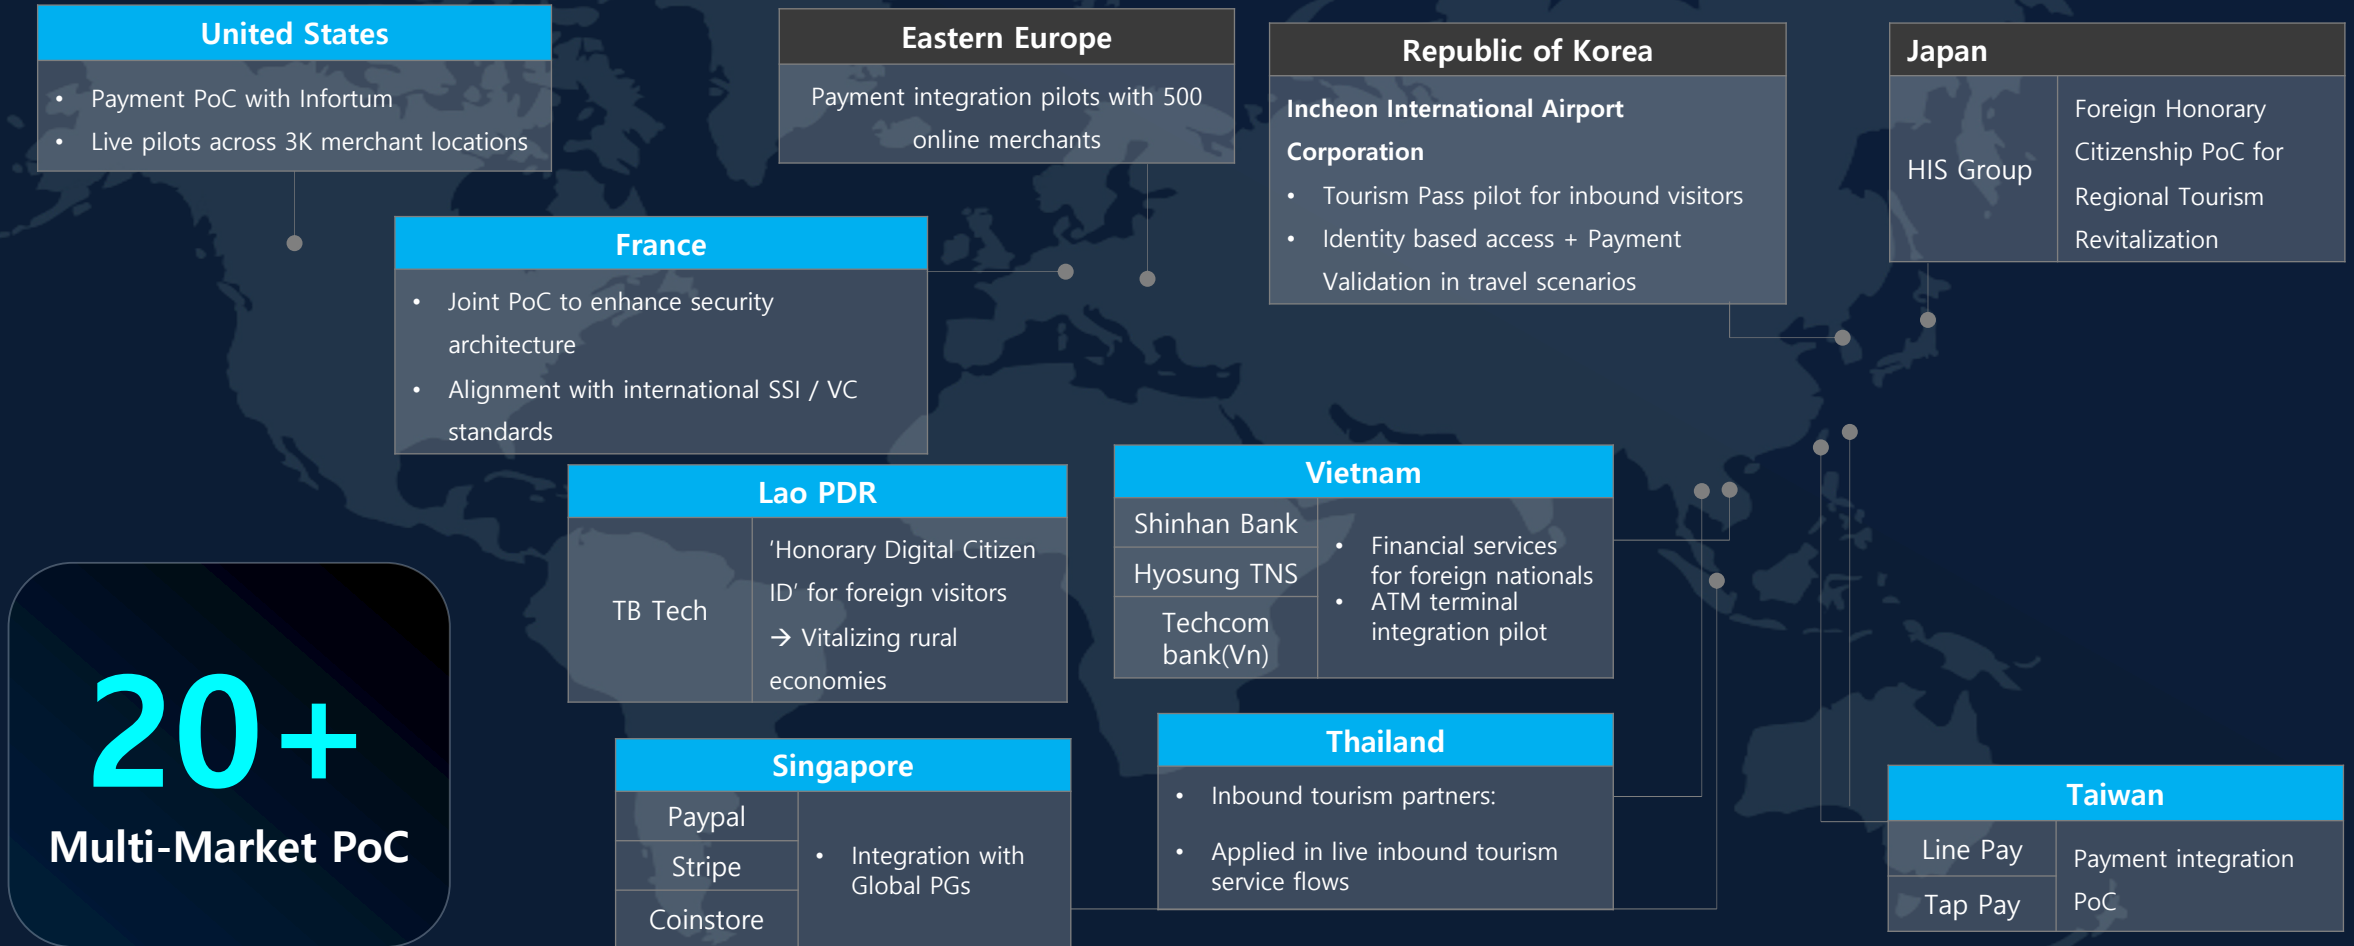 United States
• Payment PoC with Infortum
• Live pilots across 3K merchant locations
Eastern Europe
Payment integration pilots with 500
online merchants
Republic of Korea
Incheon International Airport
Corporation
• Tourism Pass pilot for inbound visitors
• Identity based access + Payment
Validation in travel scenarios
Japan
HIS Group
Foreign Honorary
Citizenship PoC for
Regional Tourism
Revitalization
France
• Joint PoC to enhance security
architecture
• Alignment with international SSI / VC
standards
Lao PDR
TB Tech
‘Honorary Digital Citizen
ID’ for foreign visitors
→ Vitalizing rural
economies
Vietnam
Shinhan Bank
Hyosung TNS
Techcom
bank(Vn)
• Financial services
for foreign nationals
• ATM terminal
integration pilot
20+
Multi-Market PoC
Singapore
Paypal
Stripe
Coinstore
• Integration with
Global PGs
Thailand
• Inbound tourism partners:
• Applied in live inbound tourism
service flows
Taiwan
Line Pay
Tap Pay
Payment integration
PoC